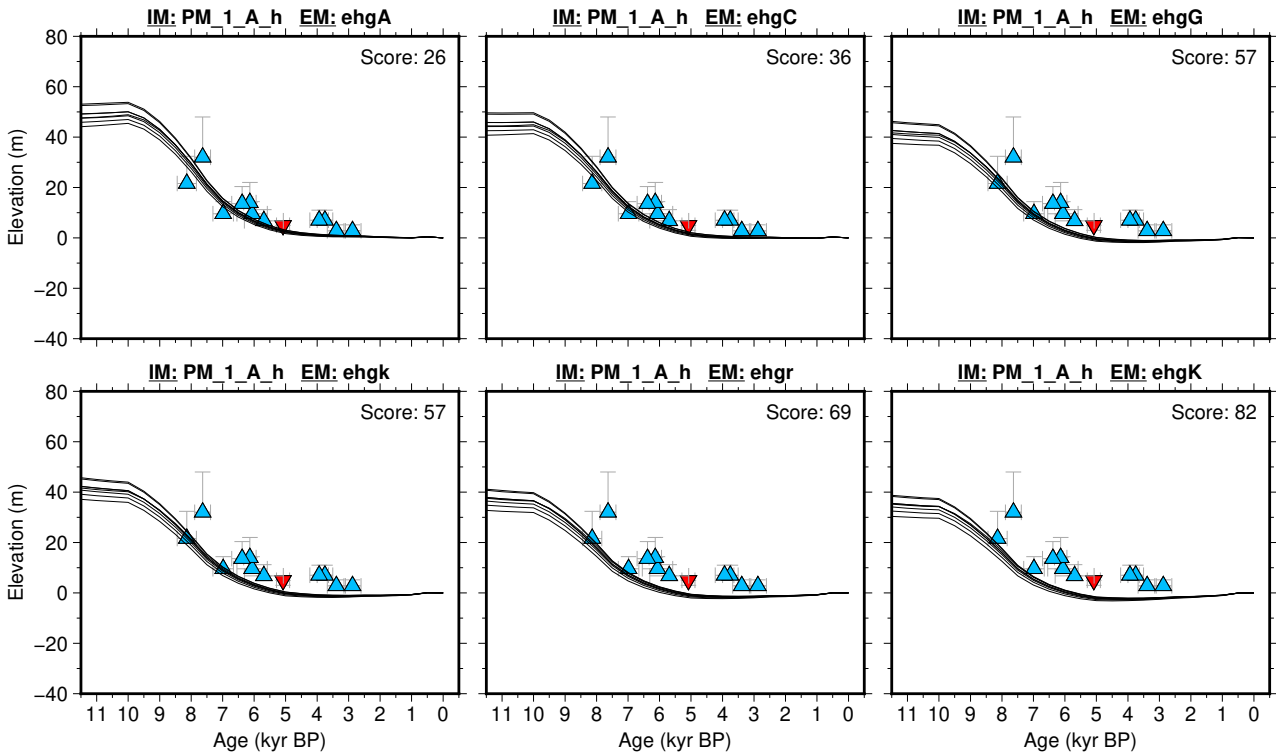 IM: PM_1_A_h EM: ehgA
IM: PM_1_A_h EM: ehgC
IM: PM_1_A_h EM: ehgG
Score: 26
Score: 36
Score: 57
80
60
40
20
0
−20
−40
Elevation (m)
IM: PM_1_A_h EM: ehgk
IM: PM_1_A_h EM: ehgr
IM: PM_1_A_h EM: ehgK
Score: 57
Score: 69
Score: 82
80
60
40
20
0
−20
−40
Elevation (m)
11 10 9 8 7 6 5 4 3 2 1 0
11 10 9 8 7 6 5 4 3 2 1 0
11 10 9 8 7 6 5 4 3 2 1 0
Age (kyr BP)
Age (kyr BP)
Age (kyr BP)